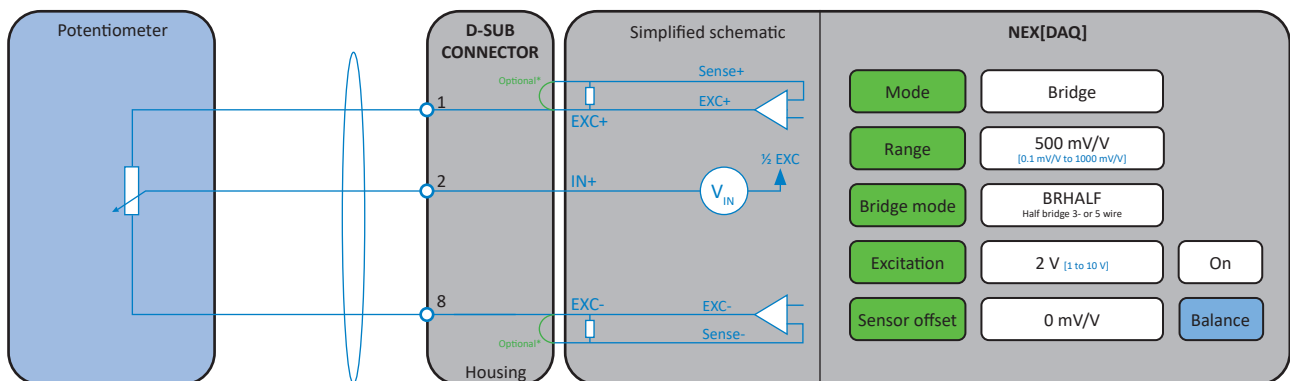 Potentiometer
D-SUB
CONNECTOR
Optional*
1
EXC+
2
IN+
8
EXC-
Optional*
Housing
Simplified schematic
Sense+
EXC+
½ EXC
VIN
EXC-
Sense-
NEX[DAQ]
Mode
Bridge
Range
500 mV/V
[0.1 mV/V to 1000 mV/V]
Bridge mode
BRHALF
Half bridge 3- or 5 wire
Excitation
2 V [1 to 10 V]
On
Sensor offset
0 mV/V
Balance